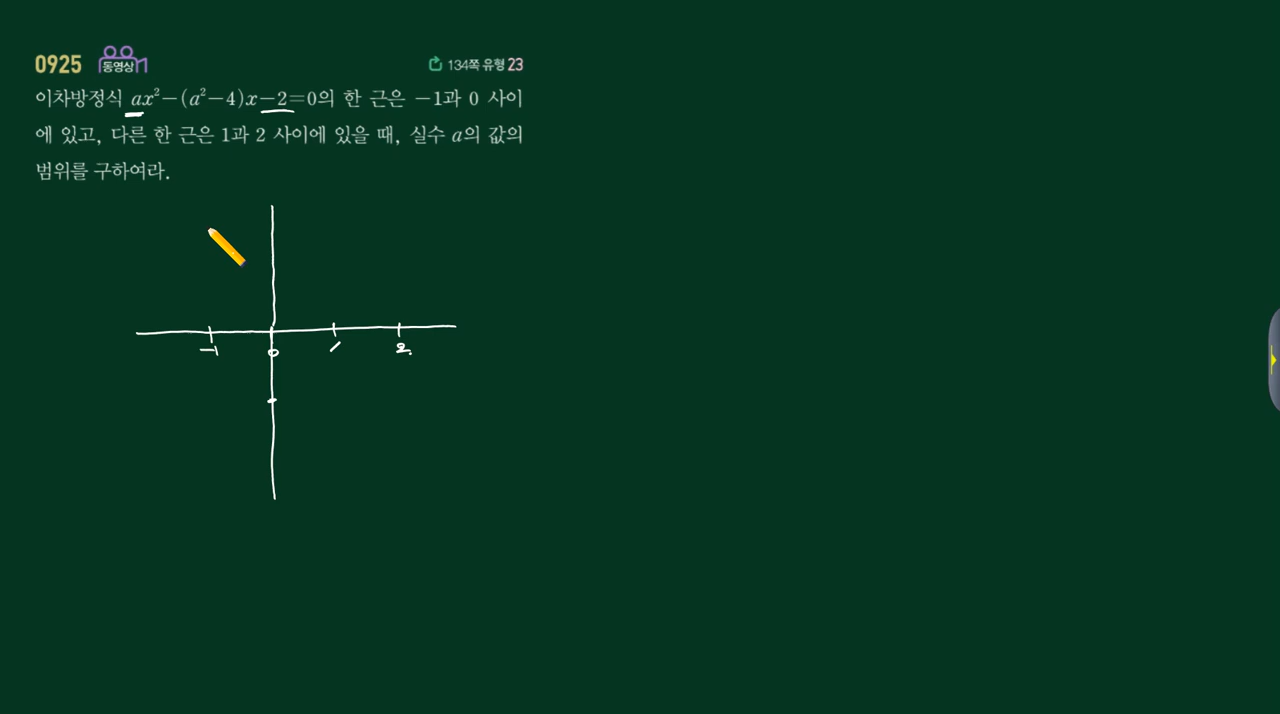 0925 동영상 134쪽 유형 23
이차방정식 ax²-(a²-4)x-2=0의 한 근은 -1과 0 사이
에 있고, 다른 한 근은 1과 2 사이에 있을 때, 실수 a의 값의
범위를 구하여라.
-1 0 1 2